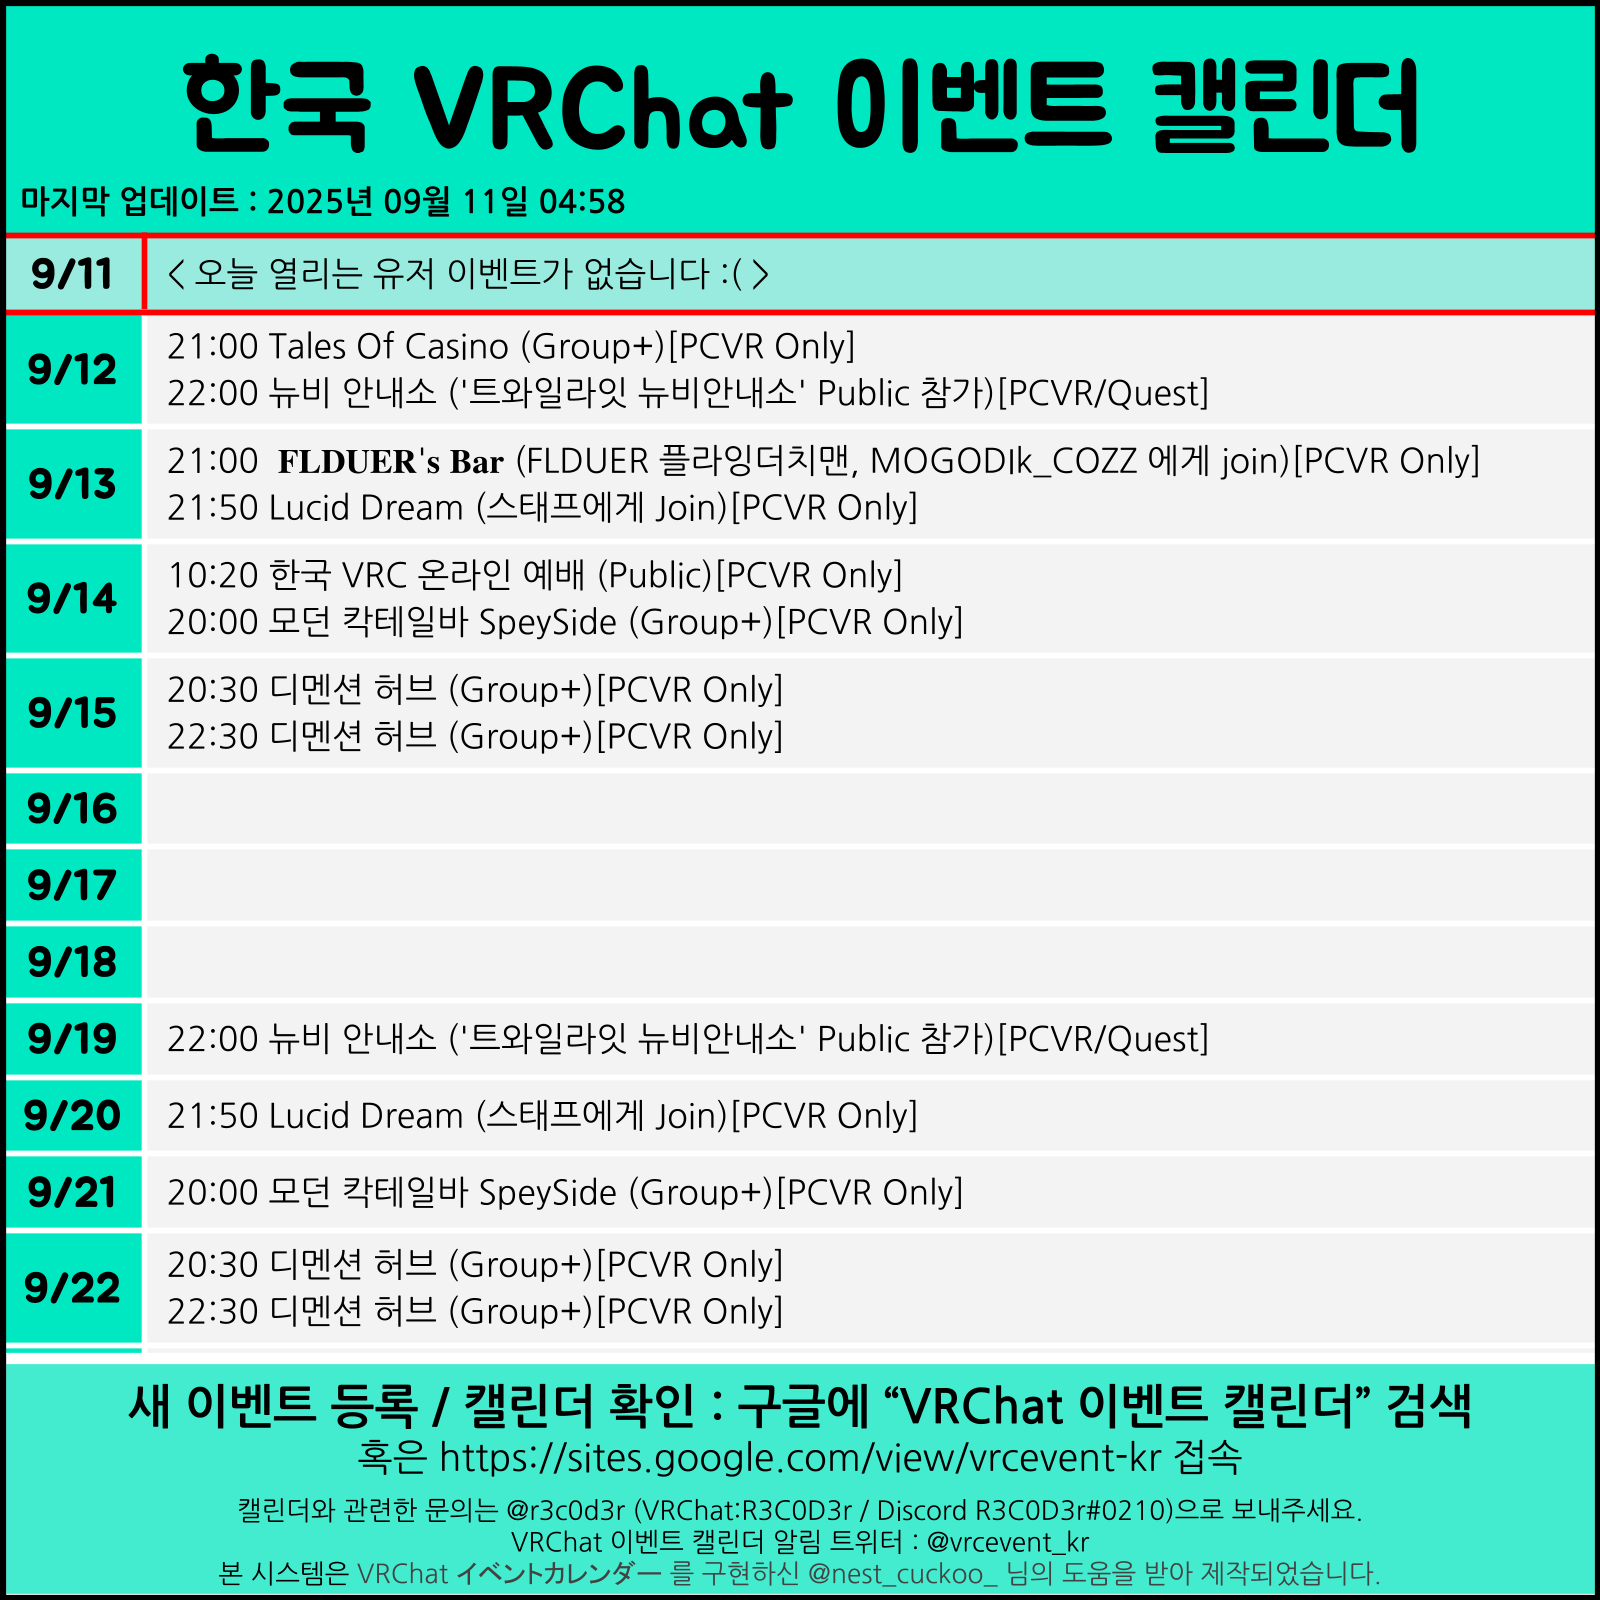 한국 VRChat 이벤트 캘린더
마지막 업데이트 : 2025년 09월 11일 04:58
9/11
< 오늘 열리는 유저 이벤트가 없습니다 :( >
9/12
21:00 Tales Of Casino (Group+)[PCVR Only]
22:00 뉴비 안내소 ('트와일라잇 뉴비안내소' Public 참가)[PCVR/Quest]
9/13
21:00 FLDUER's Bar (FLDUER 플라잉더치맨, MOGODIk_COZZ 에게 join)[PCVR Only]
21:50 Lucid Dream (스태프에게 Join)[PCVR Only]
9/14
10:20 한국 VRC 온라인 예배 (Public)[PCVR Only]
20:00 모던 칵테일바 SpeySide (Group+)[PCVR Only]
9/15
20:30 디멘션 허브 (Group+)[PCVR Only]
22:30 디멘션 허브 (Group+)[PCVR Only]
9/16
9/17
9/18
9/19
22:00 뉴비 안내소 ('트와일라잇 뉴비안내소' Public 참가)[PCVR/Quest]
9/20
21:50 Lucid Dream (스태프에게 Join)[PCVR Only]
9/21
20:00 모던 칵테일바 SpeySide (Group+)[PCVR Only]
9/22
20:30 디멘션 허브 (Group+)[PCVR Only]
22:30 디멘션 허브 (Group+)[PCVR Only]
새 이벤트 등록 / 캘린더 확인 : 구글에 “VRChat 이벤트 캘린더” 검색
혹은 https://sites.google.com/view/vrcevent-kr 접속
캘린더와 관련한 문의는 @r3c0d3r (VRChat:R3C0D3r / Discord R3C0D3r#0210)으로 보내주세요.
VRChat 이벤트 캘린더 알림 트위터 : @vrcevent_kr
본 시스템은 VRChat イベントカレンダー 를 구현하신 @nest_cuckoo_ 님의 도움을 받아 제작되었습니다.